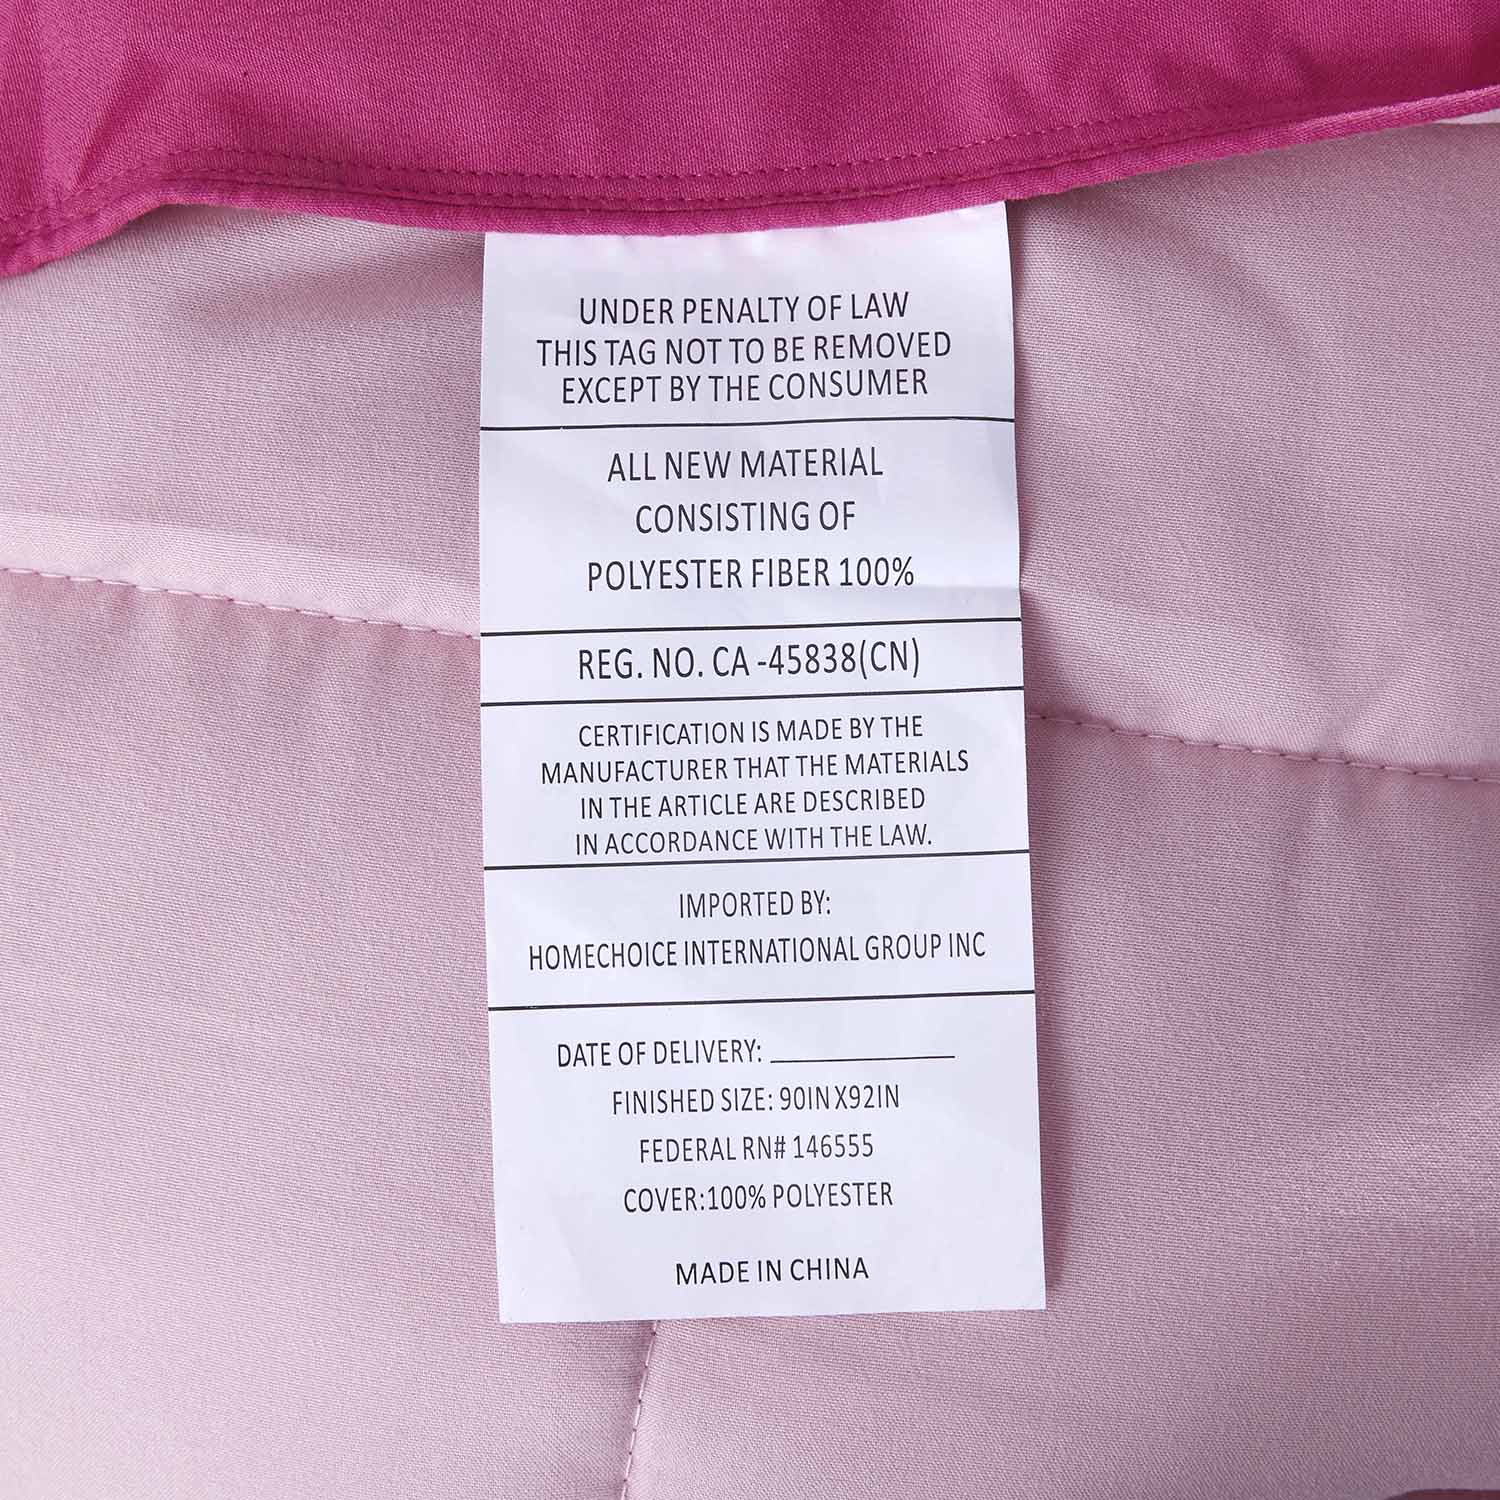 UNDER PENALTY OF LAW
THIS TAG NOT TO BE REMOVED
EXCEPT BY THE CONSUMER
ALL NEW MATERIAL
CONSISTING OF
POLYESTER FIBER 100%
REG. NO. CA -45838(CN)
CERTIFICATION IS MADE BY THE
MANUFACTURER THAT THE MATERIALS
IN THE ARTICLE ARE DESCRIBED
IN ACCORDANCE WITH THE LAW.
IMPORTED BY:
HOMECHOICE INTERNATIONAL GROUP INC
DATE OF DELIVERY: ____________
FINISHED SIZE: 90IN X92IN
FEDERAL RN# 146555
COVER:100% POLYESTER
MADE IN CHINA